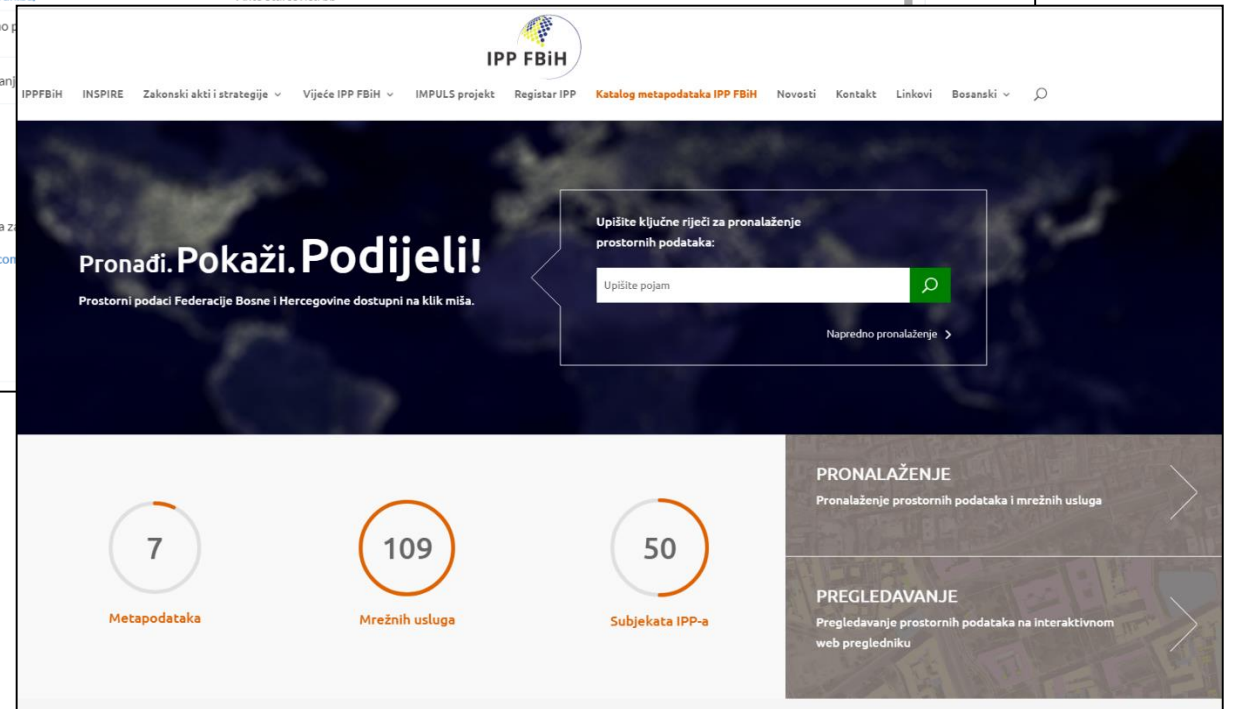 IPP FBiH
IPPFBiH INSPIRE Zakonski akti i strategije Vijeće IPP FBiH IMPULS projekt Registar IPP Katalog metapodataka IPP FBiH Novosti Kontakt Linkovi Bosanski
Pronađi. Pokaži. Podijeli!
Prostorni podaci Federacije Bosne i Hercegovine dostupni na klik miša.
Upišite ključne riječi za pronalaženje
prostornih podataka:
Upišite pojam
Napredno pronalaženje
7
Metapodataka
109
Mrežnih usluga
50
Subjekata IPP-a
PRONALAŽENJE
Pronalaženje prostornih podataka i mrežnih usluga
PREGLEDAVANJE
Pregledavanje prostornih podataka na interaktivnom
web pregledniku